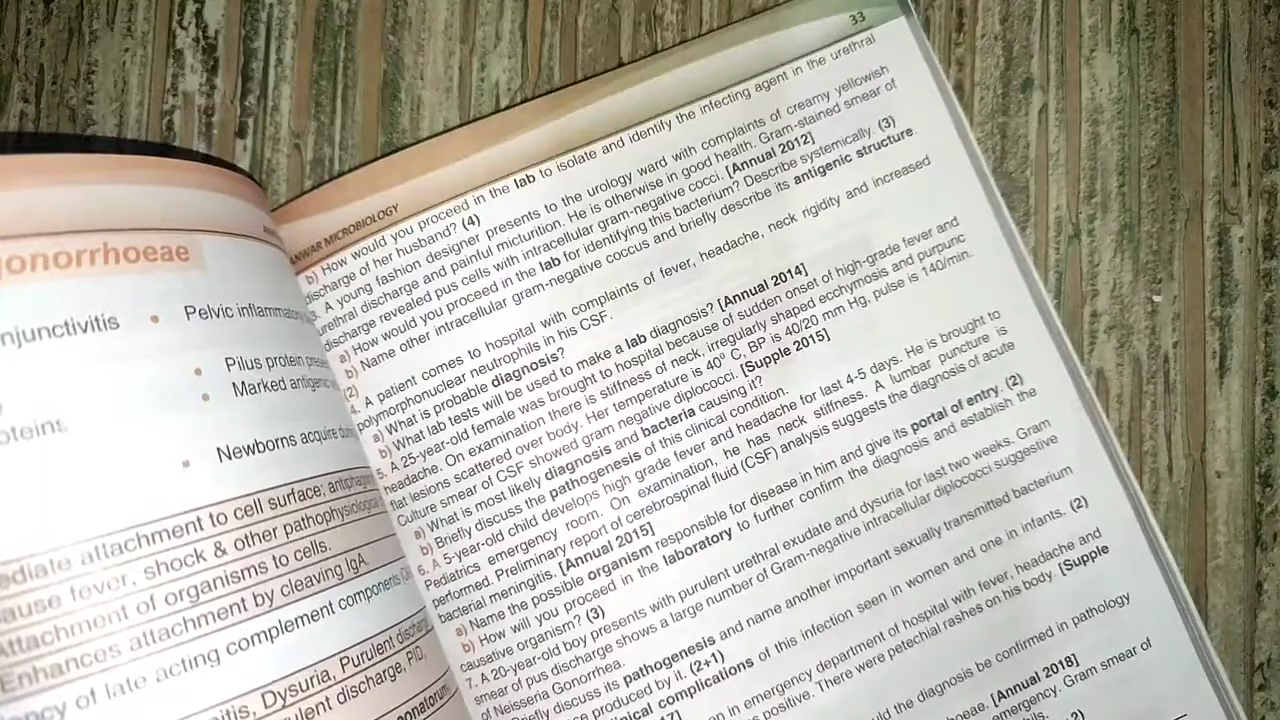 gonorrhoeae
njunctivitis
Pelvic inflammatory
Pilus protein
Marked antigenic
oteins
Newborns acquire
ediate attachment to cell surface; antiphago
ause fever, shock & other pathophysiological
Attachment of organisms to cells.
Enhances attachment by cleaving IgA
ncy of late acting complement components
itis, Dysuria, Purulent discharge
rulent discharge, PID,
onatorum
33
ANWAR MICROBIOLOGY
b) How would you proceed in the lab to isolate and identify the infecting agent in the urethral
discharge of her husband? (4)
3. A young fashion designer presents to the urology ward with complaints of creamy yellowish
urethral discharge and painful micturition. He is otherwise in good health. Gram-stained smear of
discharge revealed pus cells with intracellular gram-negative cocci. [Annual 2012]
a) How would you proceed in the lab for identifying this bacterium? Describe systemically. (3)
b) Name other intracellular gram-negative coccus and briefly describe its antigenic structure.
(2)
4. A patient comes to hospital with complaints of fever, headache, neck rigidity and increased
polymorphonuclear neutrophils in his CSF.
a) What is probable diagnosis?
b) What lab tests will be used to make a lab diagnosis? [Annual 2014]
5. A 25-year-old female was brought to hospital because of sudden onset of high-grade fever and
headache. On examination there is stiffness of neck, irregularly shaped ecchymosis and purpunc
flat lesions scattered over body. Her temperature is 40º C, BP is 40/20 mm Hg, pulse is 140/min.
Culture smear of CSF showed gram negative diplococci. [Supple 2015]
a) What is most likely diagnosis and bacteria causing it?
b) Briefly discuss the pathogenesis of this clinical condition.
6. A 5-year-old child develops high grade fever and headache for last 4-5 days. He is brought to
Pediatrics emergency room. On examination, he has neck stiffness. A lumbar puncture is
performed. Preliminary report of cerebrospinal fluid (CSF) analysis suggests the diagnosis of acute
bacterial meningitis. [Annual 2015]
a) Name the possible organism responsible for disease in him and give its portal of entry. (2)
b) How will you proceed in the laboratory to further confirm the diagnosis and establish the
causative organism? (3)
7. A 20-year-old boy presents with purulent urethral exudate and dysuria for last two weeks. Gram
smear of pus discharge shows a large number of Gram-negative intracellular diplococci suggestive
of Neisseria Gonorrhea.
Briefly discuss its pathogenesis and name another important sexually transmitted bacterium
produced by it. (2+1)
clinical complications of this infection seen in women and one in infants. (2)
an in emergency department of hospital with fever, headache and
s positive. There were petechial rashes on his body. [Supple
uld the diagnosis be confirmed in pathology
hoeae. [Annual 2018]
emergency. Gram smear of